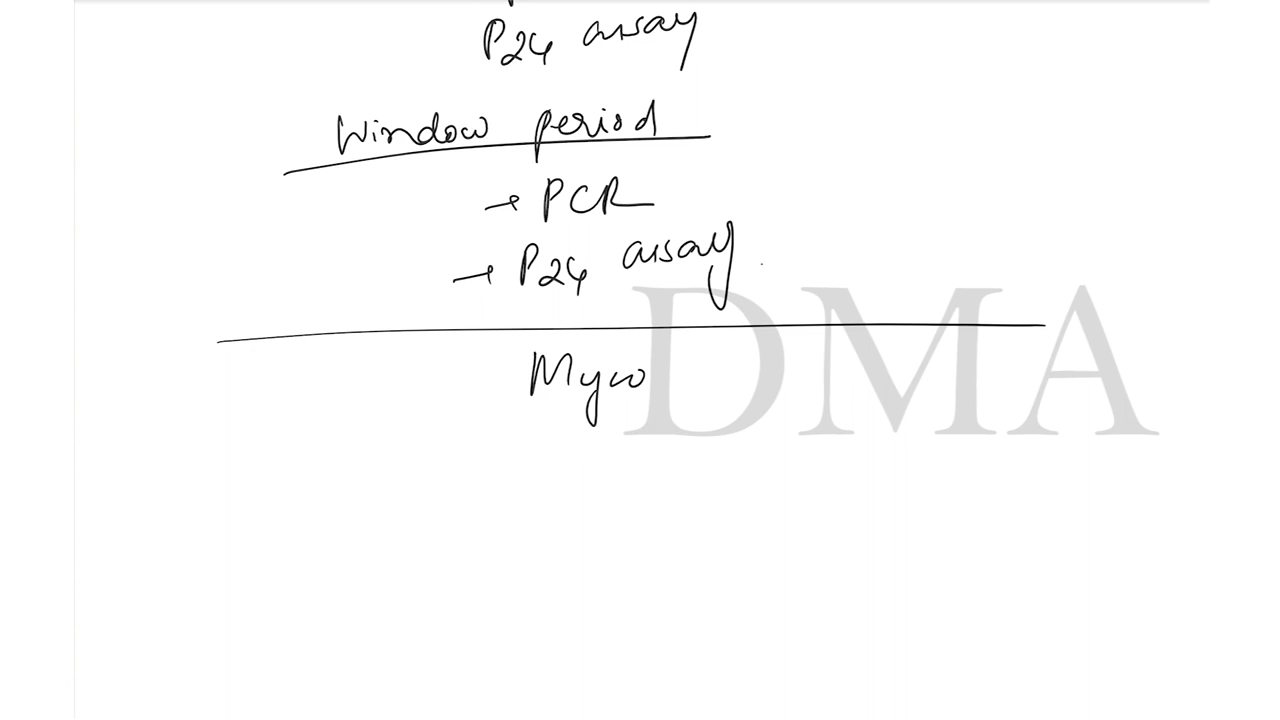 P24 assay
Window period
→ PCR
→ P24 assay
DMA
Myco